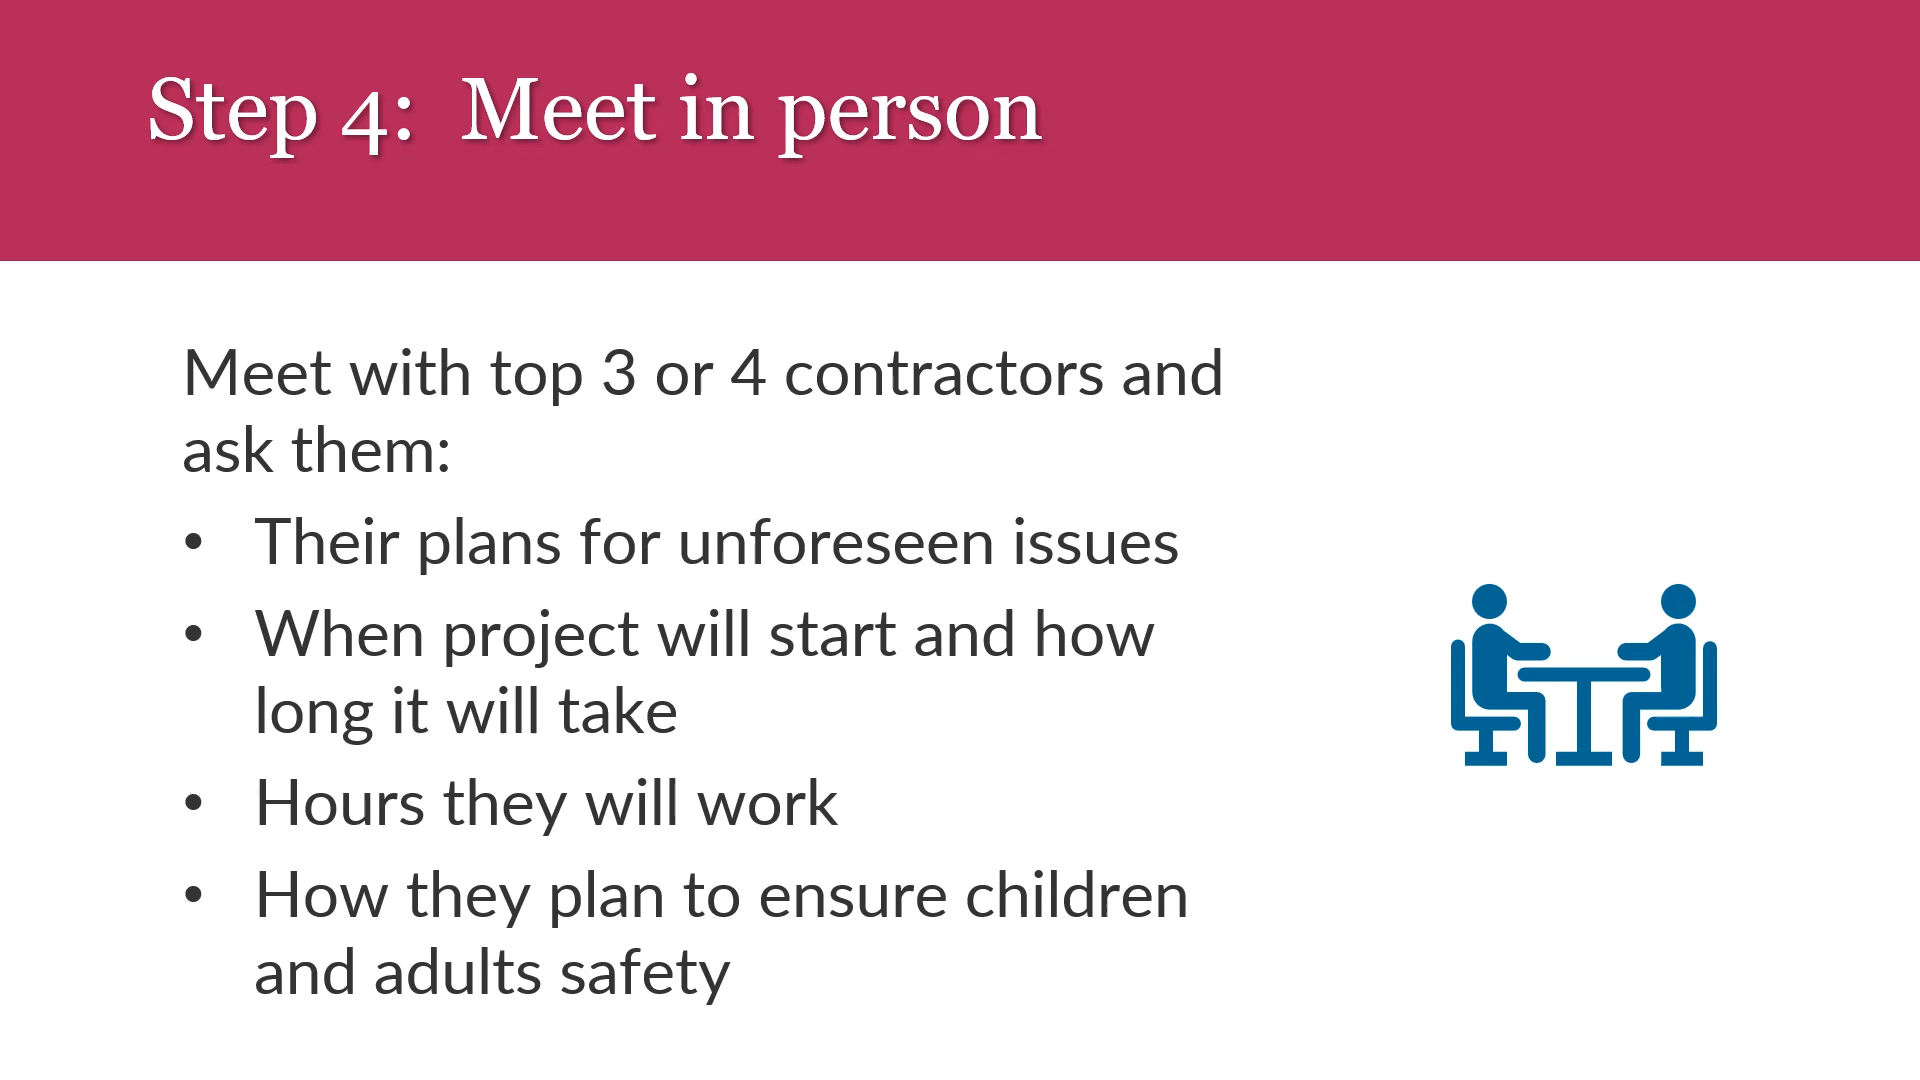 Step 4:  Meet in person
Meet with top 3 or 4 contractors and
ask them:
• Their plans for unforeseen issues
• When project will start and how
long it will take
• Hours they will work
• How they plan to ensure children
and adults safety